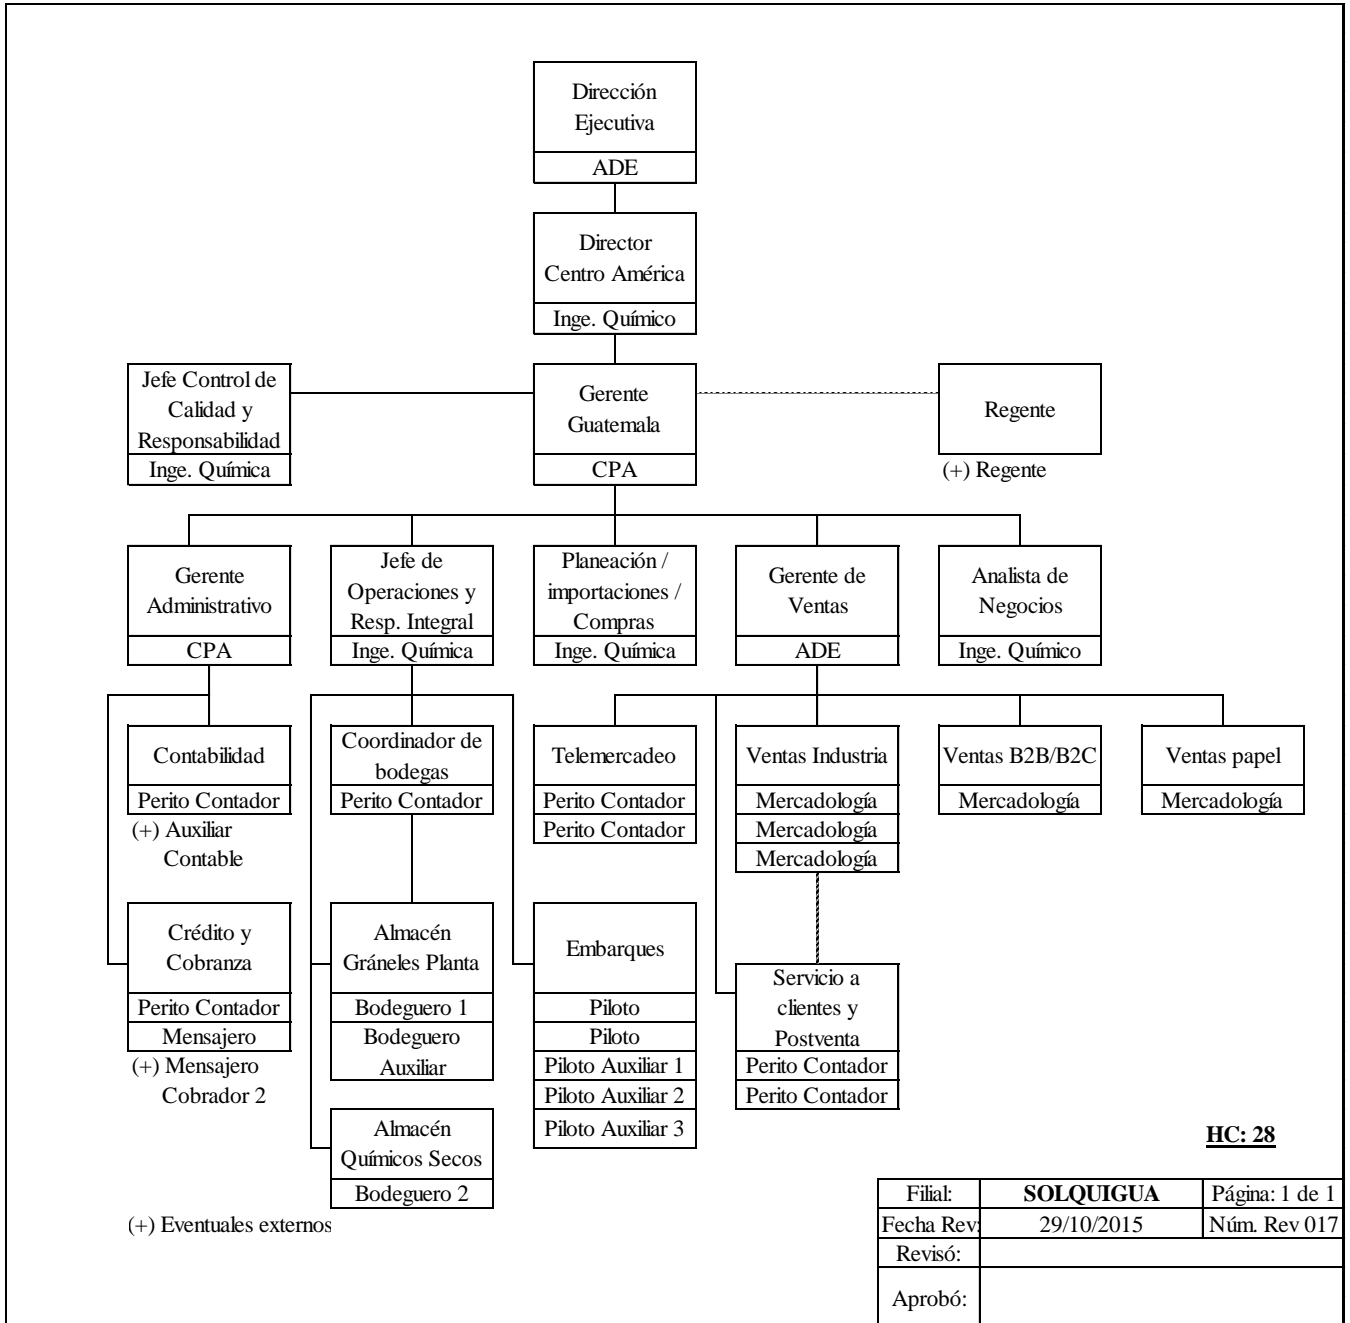 Dirección
Ejecutiva
ADE
Director
Centro América
Inge. Químico
Jefe Control de
Calidad y
Responsabilidad
Inge. Química
Gerente
Guatemala
CPA
Regente
(+) Regente
Gerente
Administrativo
CPA
Jefe de
Operaciones y
Resp. Integral
Inge. Química
Planeación /
importaciones /
Compras
Inge. Química
Gerente de
Ventas
ADE
Analista de
Negocios
Inge. Químico
Contabilidad
Perito Contador
(+) Auxiliar
Contable
Coordinador de
bodegas
Perito Contador
Telemercadeo
Perito Contador
Perito Contador
Ventas Industria
Mercadología
Mercadología
Mercadología
Ventas B2B/B2C
Mercadología
Ventas papel
Mercadología
Crédito y
Cobranza
Perito Contador
Mensajero
(+) Mensajero
Cobrador 2
Almacén
Gráneles Planta
Bodeguero 1
Bodeguero
Auxiliar
Embarques
Piloto
Piloto
Piloto Auxiliar 1
Piloto Auxiliar 2
Piloto Auxiliar 3
Servicio a
clientes y
Postventa
Perito Contador
Perito Contador
Almacén
Químicos Secos
Bodeguero 2
(+) Eventuales externos
HC: 28
Filial: SOLQUIGUA Página: 1 de 1
Fecha Rev: 29/10/2015 Núm. Rev 017
Revisó:
Aprobó: